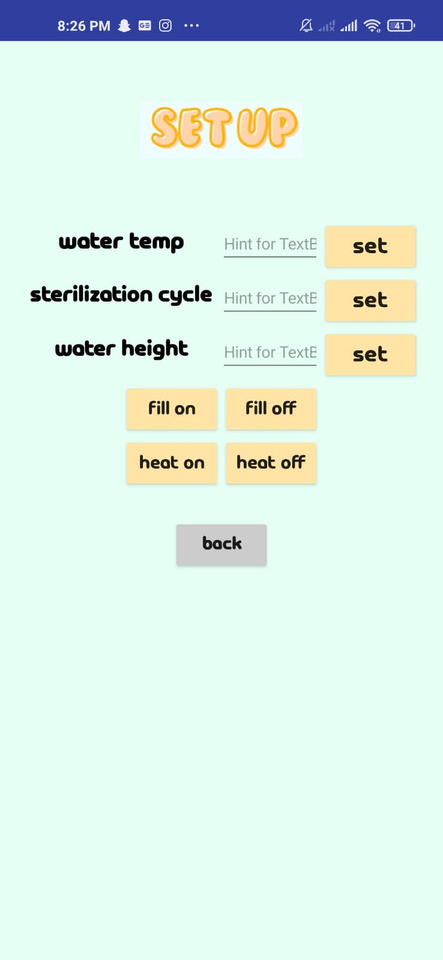 8:26 PM GE 41
SET UP
water temp Hint for TextB set
sterilization cycle Hint for TextB set
water height Hint for TextB set
fill on fill off
heat on heat off
back